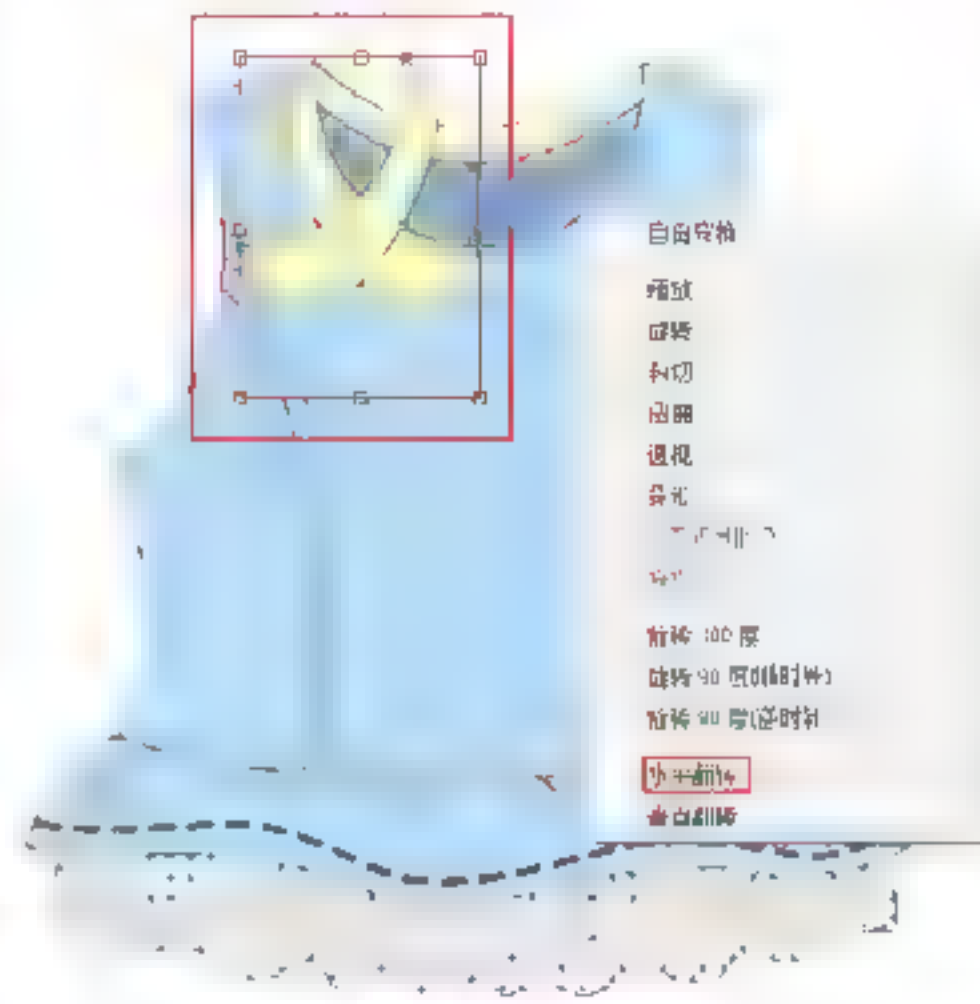 自由变换
缩放
旋转
斜切
扭曲
透视
变形
旋转 180 度
旋转 90 度(顺时针)
旋转 90 度(逆时针)
水平翻转
垂直翻转